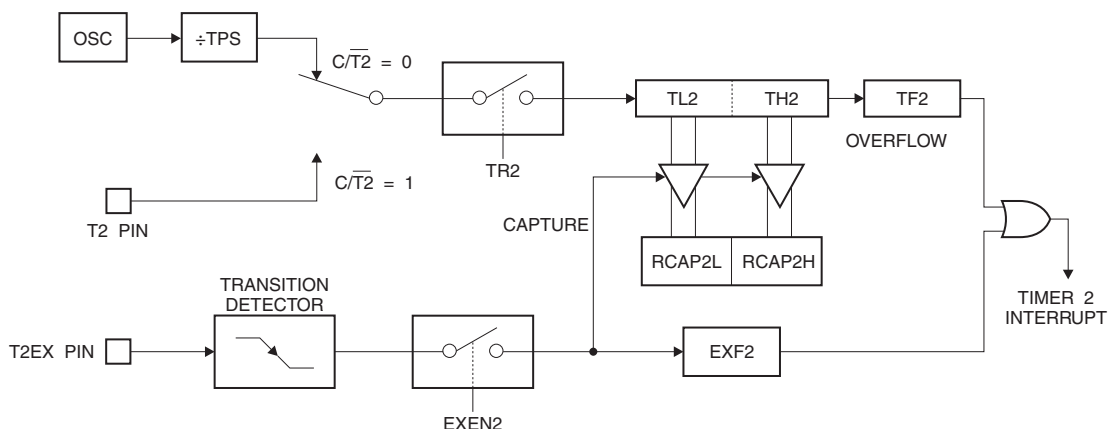 OSC
÷TPS
C/T2 = 0
TL2
TH2
TF2
OVERFLOW
TR2
C/T2 = 1
T2 PIN
CAPTURE
RCAP2L
RCAP2H
TRANSITION
DETECTOR
TIMER 2
INTERRUPT
T2EX PIN
EXF2
EXEN2